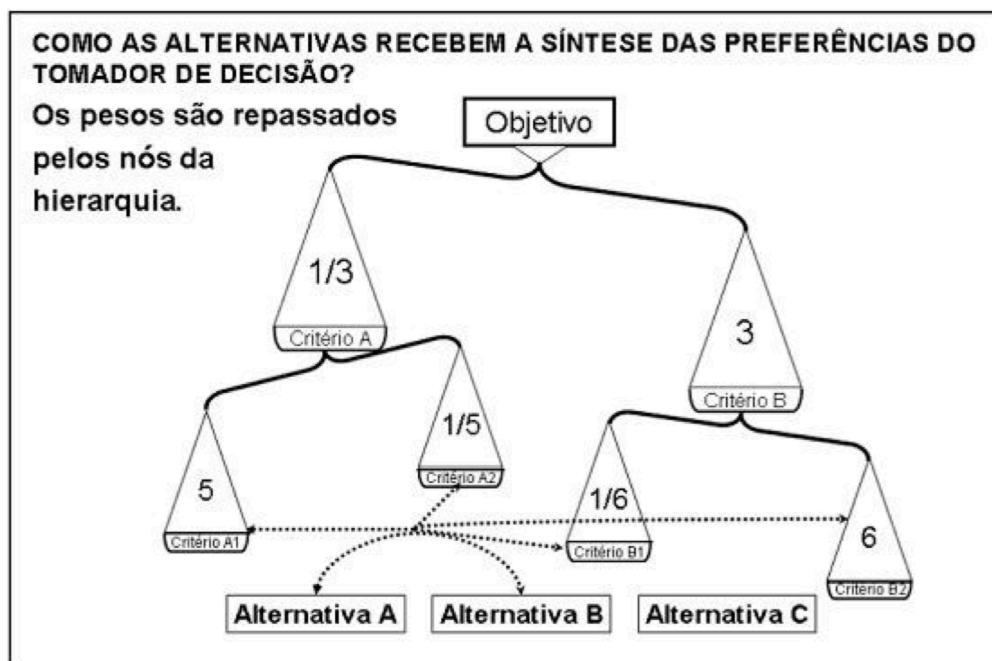 COMO AS ALTERNATIVAS RECEBEM A SÍNTESE DAS PREFERÊNCIAS DO
TOMADOR DE DECISÃO?
Os pesos são repassados
pelos nós da
hierarquia.
Objetivo
1/3
Critério A
3
Critério B
5
Critério A1
1/5
Critério A2
1/6
Critério B1
6
Critério B2
Alternativa A
Alternativa B
Alternativa C